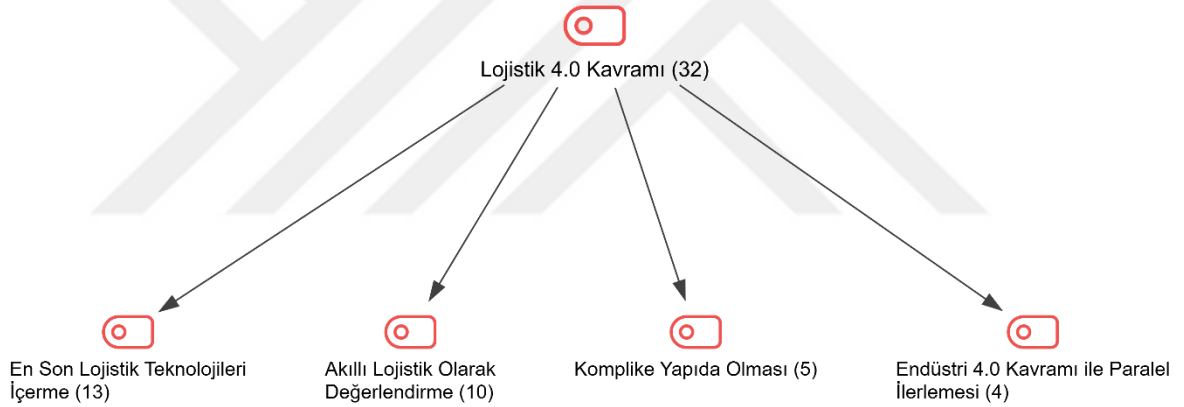 Lojistik 4.0 Kavramı (32)
En Son Lojistik Teknolojileri
İçerme (13)
Akıllı Lojistik Olarak
Değerlendirme (10)
Komplike Yapıda Olması (5)
Endüstri 4.0 Kavramı ile Paralel
İlerlemesi (4)